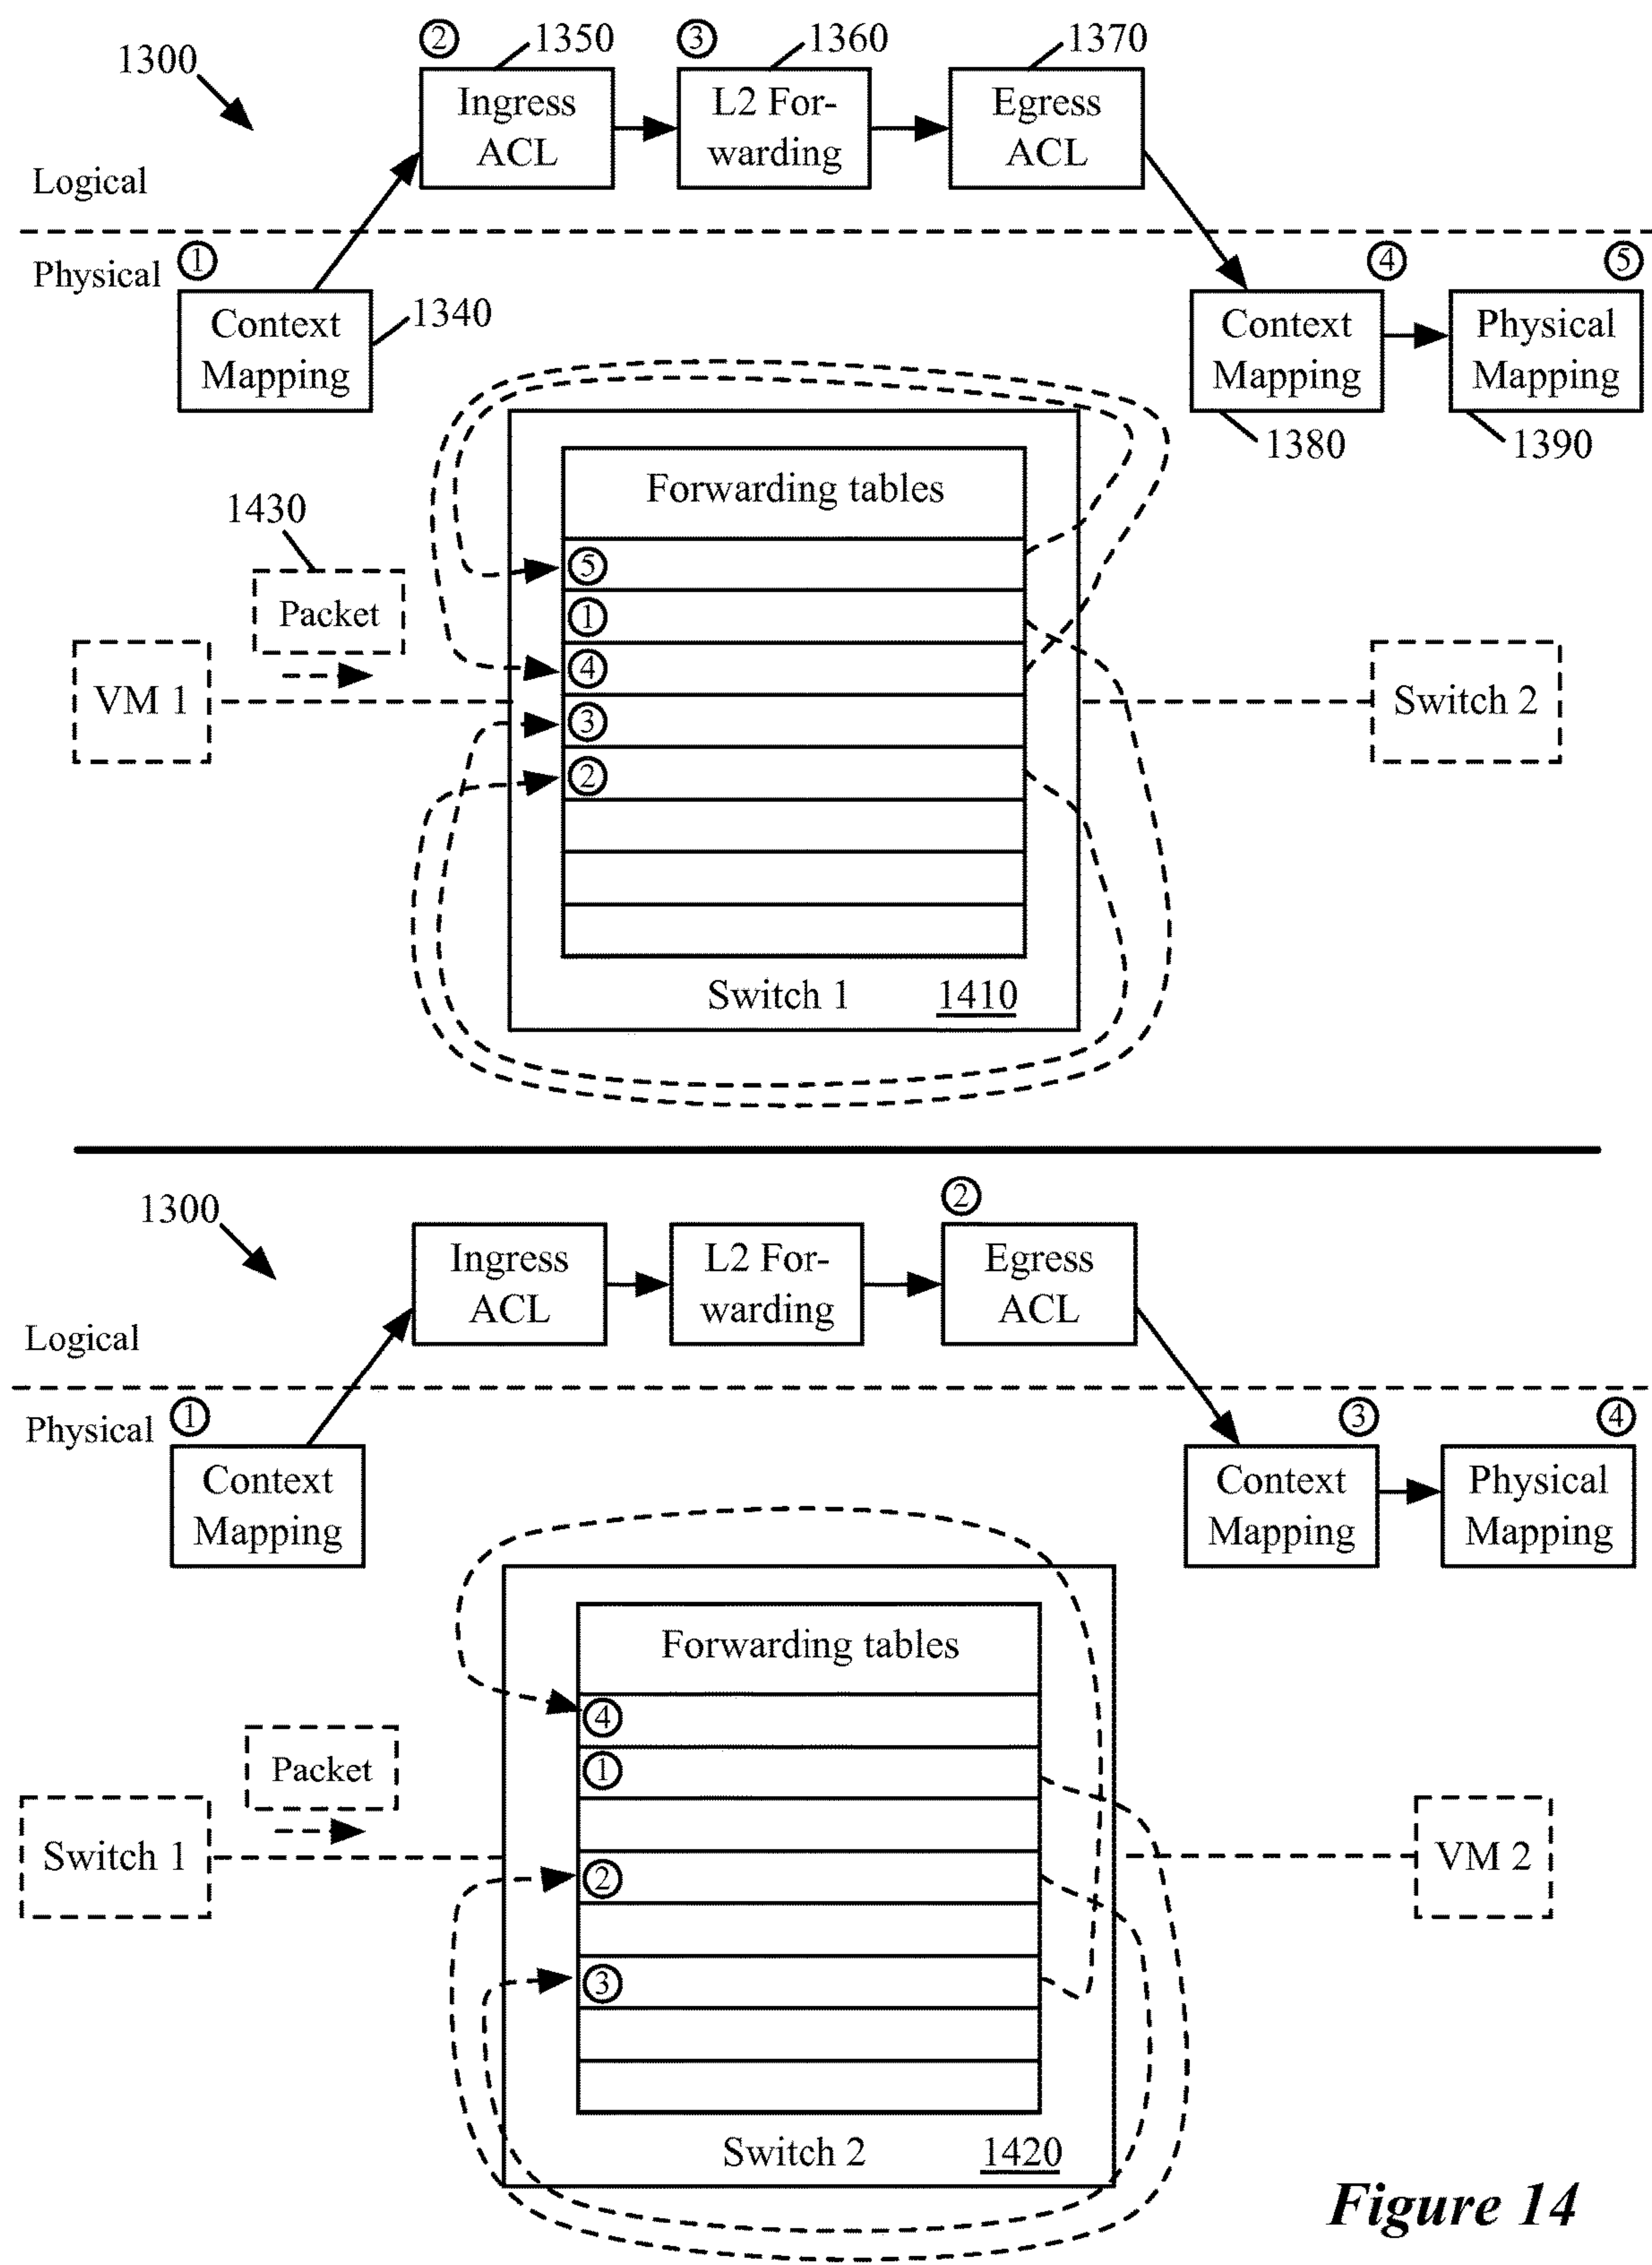 ② 1350 ③ 1360 1370
1300
Ingress
ACL
L2 For-
warding
Egress
ACL
Logical
Physical
① ④ ⑤
Context
Mapping
1340
Context
Mapping
Physical
Mapping
1380 1390
Forwarding tables
1430
Packet
⑤
①
④
③
②
VM 1
Switch 2
Switch 1 1410
②
1300
Ingress
ACL
L2 For-
warding
Egress
ACL
Logical
Physical
① ③ ④
Context
Mapping
Context
Mapping
Physical
Mapping
Forwarding tables
Packet
④
①
②
③
Switch 1
VM 2
Switch 2 1420
Figure 14